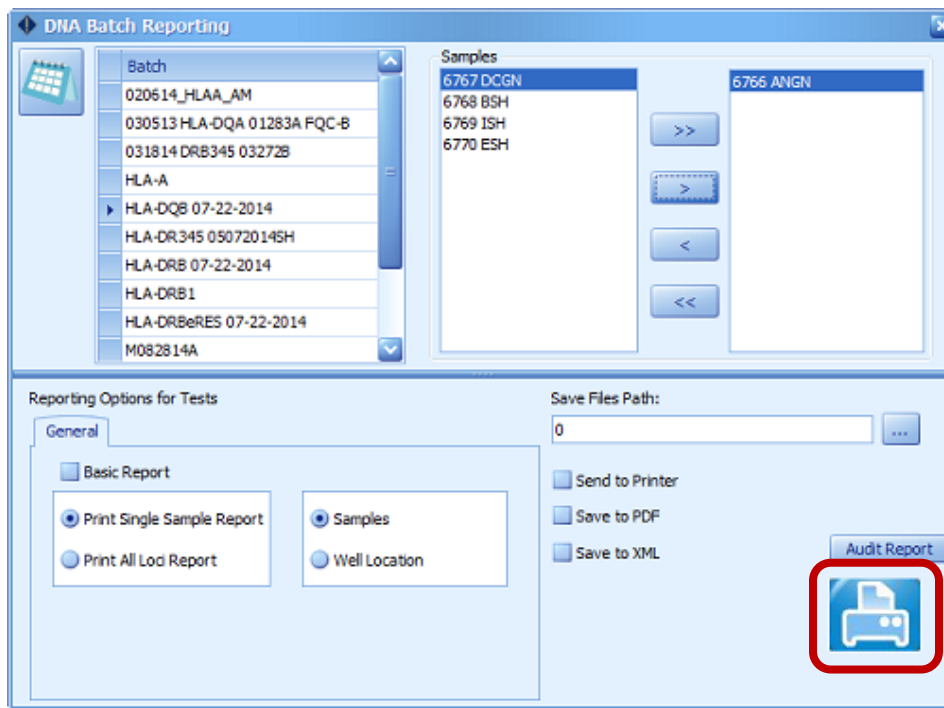 DNA Batch Reporting
Batch
020614_HLAA_AM
030513 HLA-DQA 01283A FQC-B
031814 DRB345 03272B
HLA-A
HLA-DQB 07-22-2014
HLA-DR345 05072014SH
HLA-DRB 07-22-2014
HLA-DRB1
HLA-DRBeRES 07-22-2014
M082814A
Samples
6767 DCGN
6768 BSH
6769 ISH
6770 ESH
>>
>
<
<<
6766 ANGN
Reporting Options for Tests
General
Basic Report
Print Single Sample Report
Print All Loci Report
Samples
Well Location
Save Files Path:
0
...
Send to Printer
Save to PDF
Save to XML
Audit Report